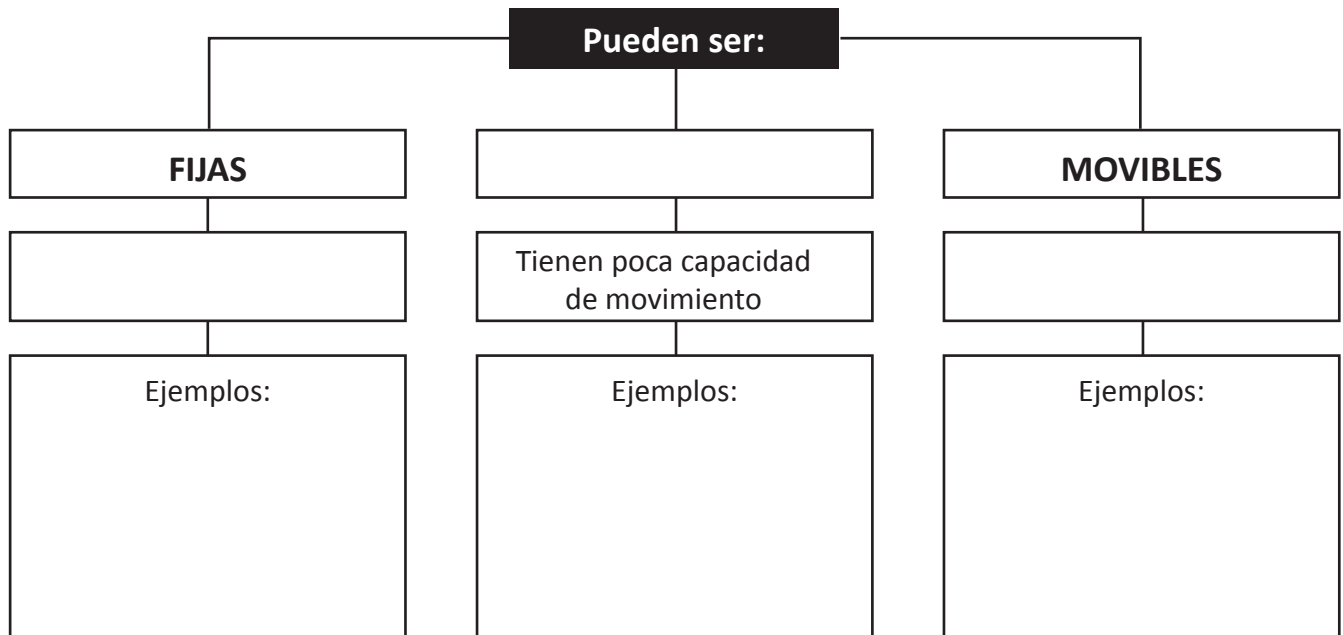 Pueden ser:
FIJAS
MOVIBLES
Tienen poca capacidad
de movimiento
Ejemplos:
Ejemplos:
Ejemplos: